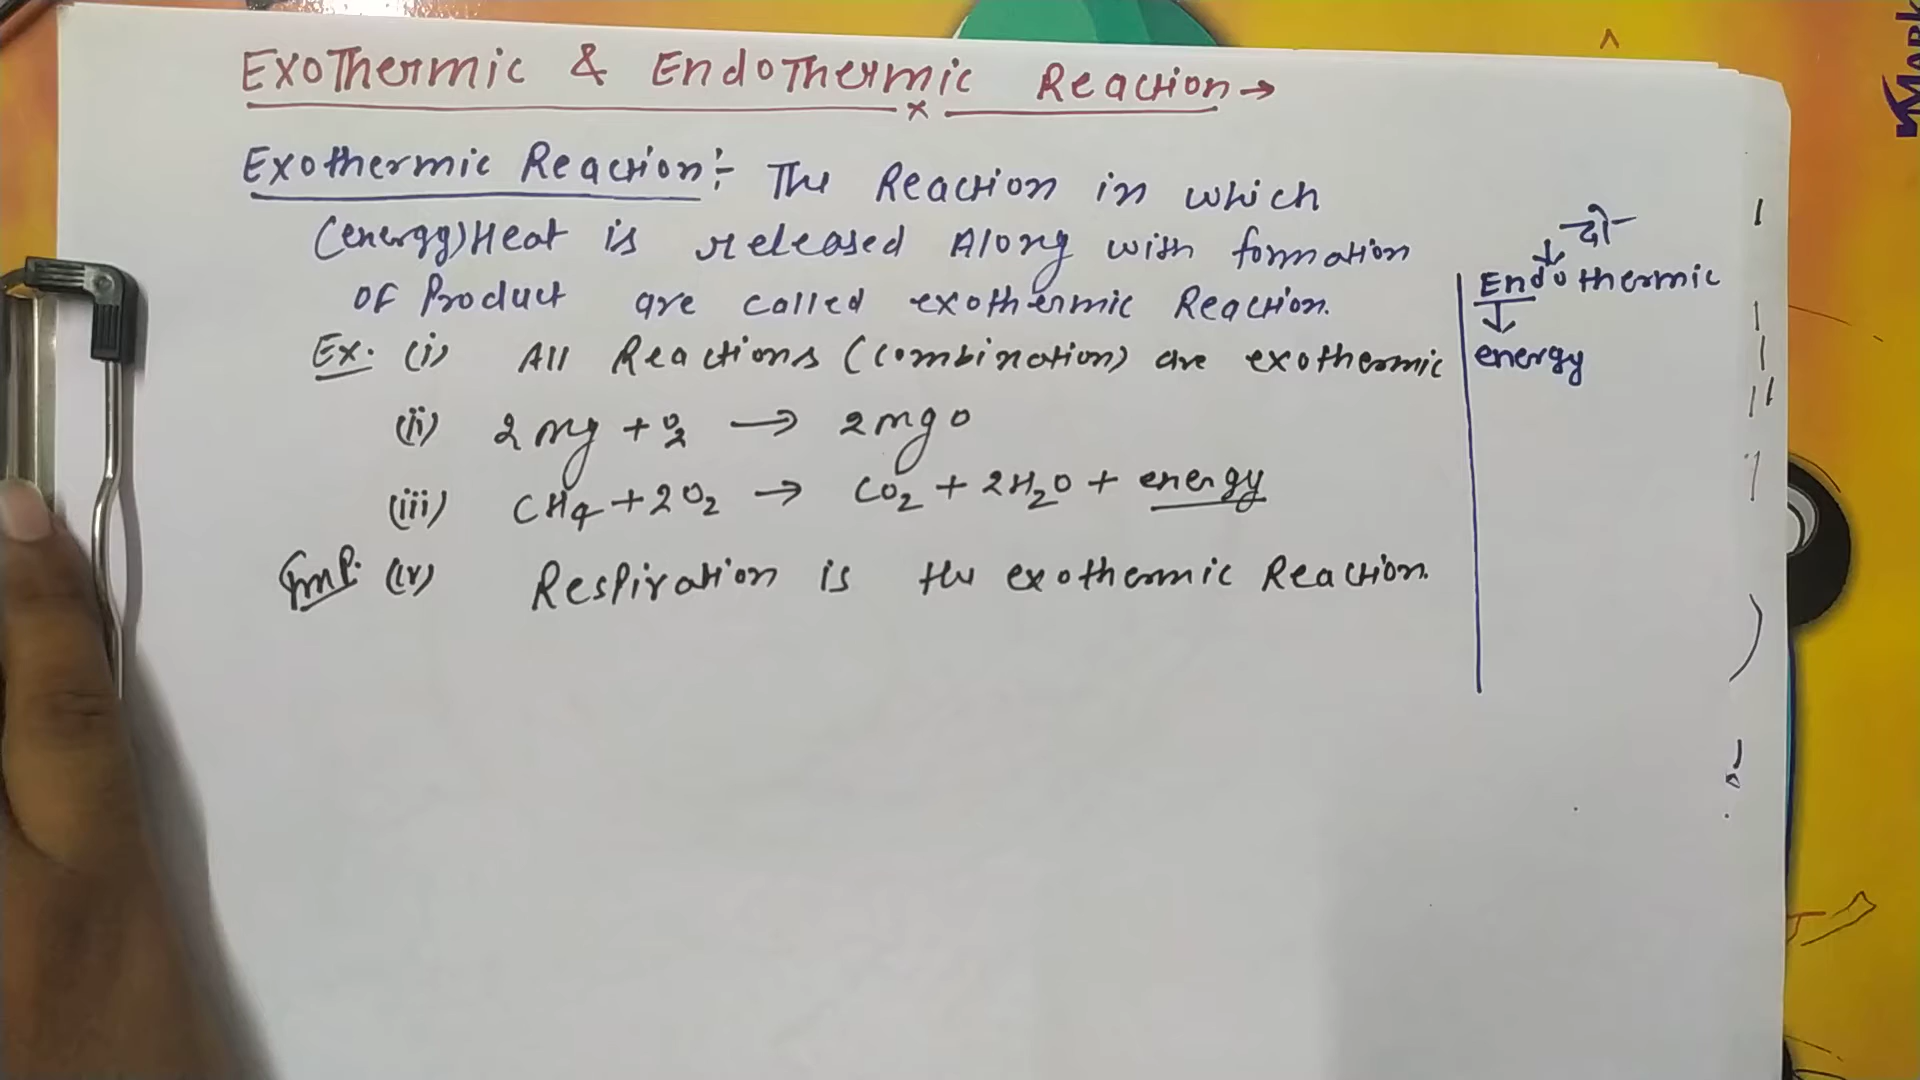 Exothermic & Endothermic Reaction→
Exothermic Reaction:- The Reaction in which
(energy)Heat is released Along with formation
of Product are called exothermic Reaction.
Ex. (i) All Reactions (combination) are exothermic
(ii) 2mg + O₂ → 2mgo
(iii) CH₄ + 2O₂ → CO₂ + 2H₂O + energy
Imp. (iv) Respiration is the exothermic Reaction.
दो
↓
Endothermic
↓
energy